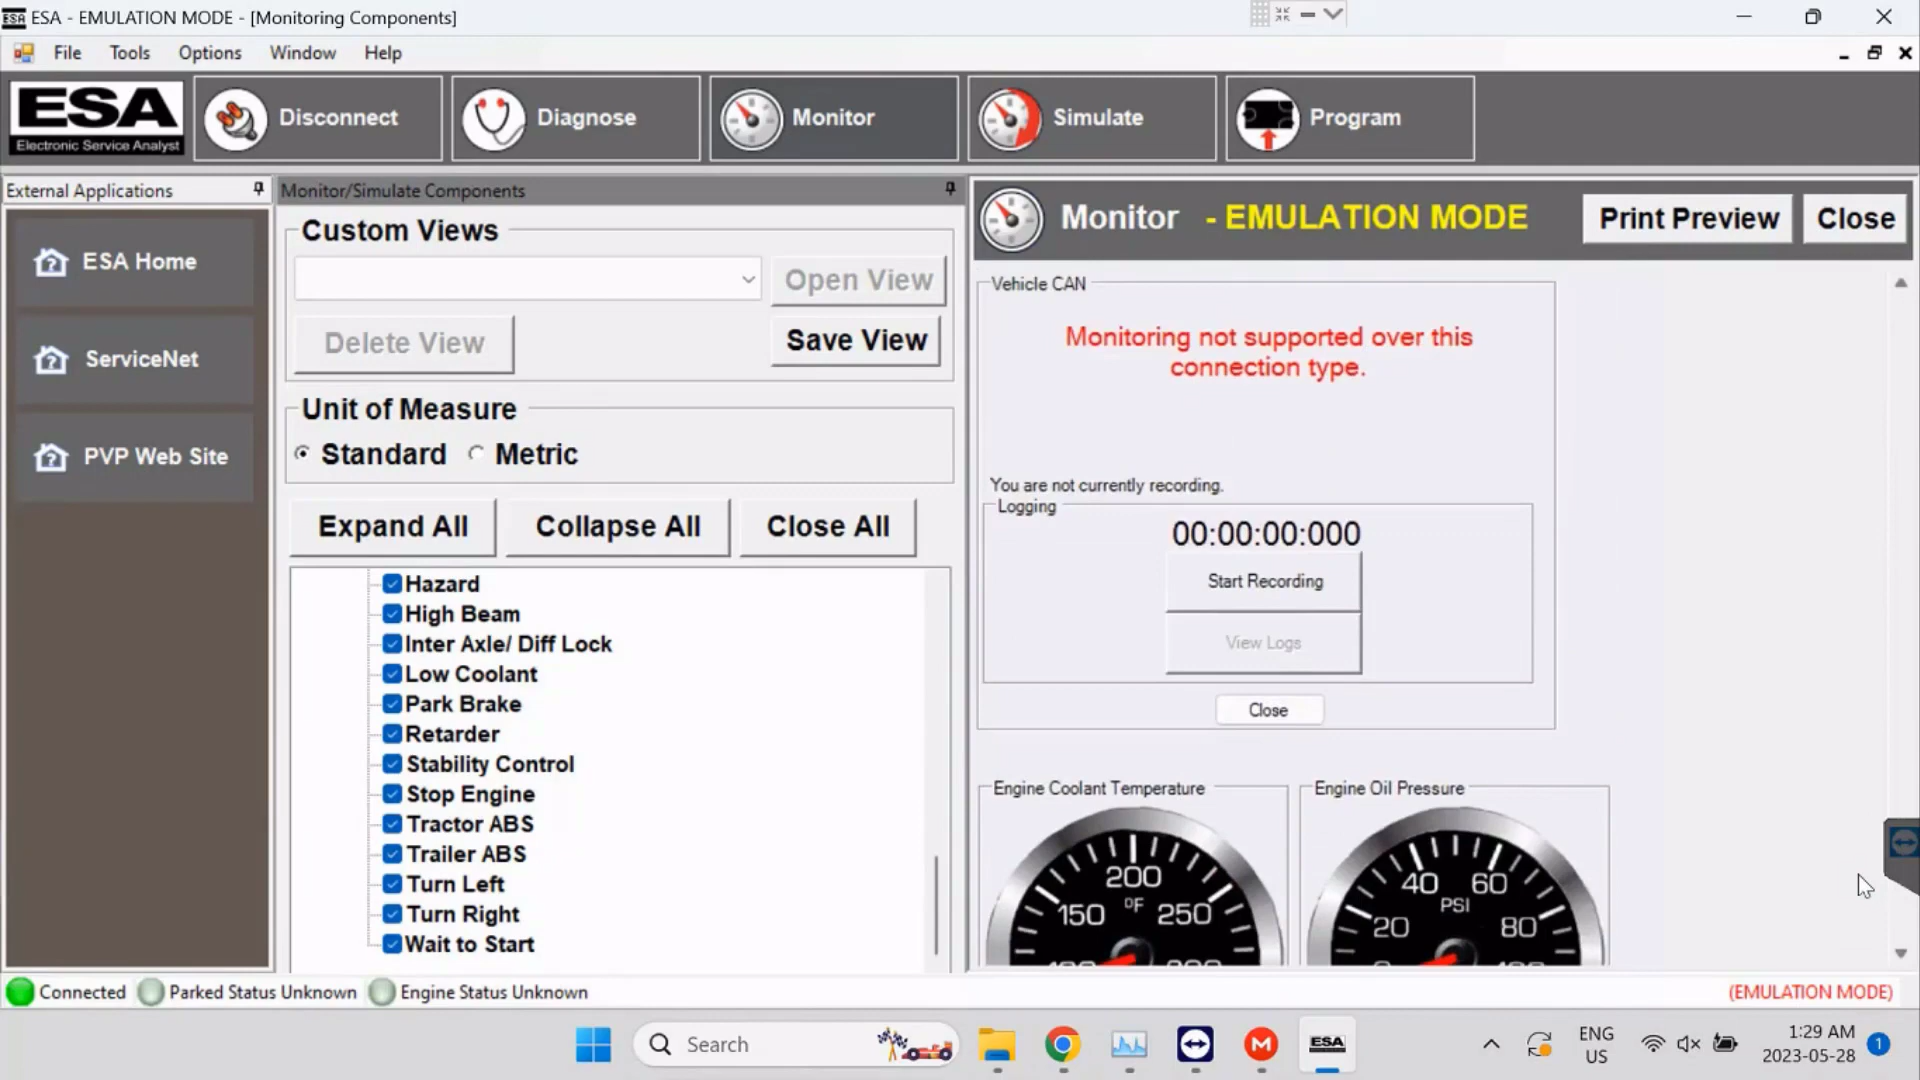 ESA ESA - EMULATION MODE - [Monitoring Components]
File Tools Options Window Help
ESA
Electronic Service Analyst
Disconnect
Diagnose
Monitor
Simulate
Program
External Applications
ESA Home
ServiceNet
PVP Web Site
Monitor/Simulate Components
Custom Views
Open View
Delete View
Save View
Unit of Measure
Standard
Metric
Expand All
Collapse All
Close All
Hazard
High Beam
Inter Axle/ Diff Lock
Low Coolant
Park Brake
Retarder
Stability Control
Stop Engine
Tractor ABS
Trailer ABS
Turn Left
Turn Right
Wait to Start
Monitor - EMULATION MODE
Print Preview
Close
Vehicle CAN
Monitoring not supported over this
connection type.
You are not currently recording.
Logging
00:00:00:000
Start Recording
View Logs
Close
Engine Coolant Temperature
200
150 ºF 250
Engine Oil Pressure
40 60
PSI
20 80
Connected
Parked Status Unknown
Engine Status Unknown
(EMULATION MODE)
Search
ESA
ENG
US
1:29 AM
2023-05-28
1